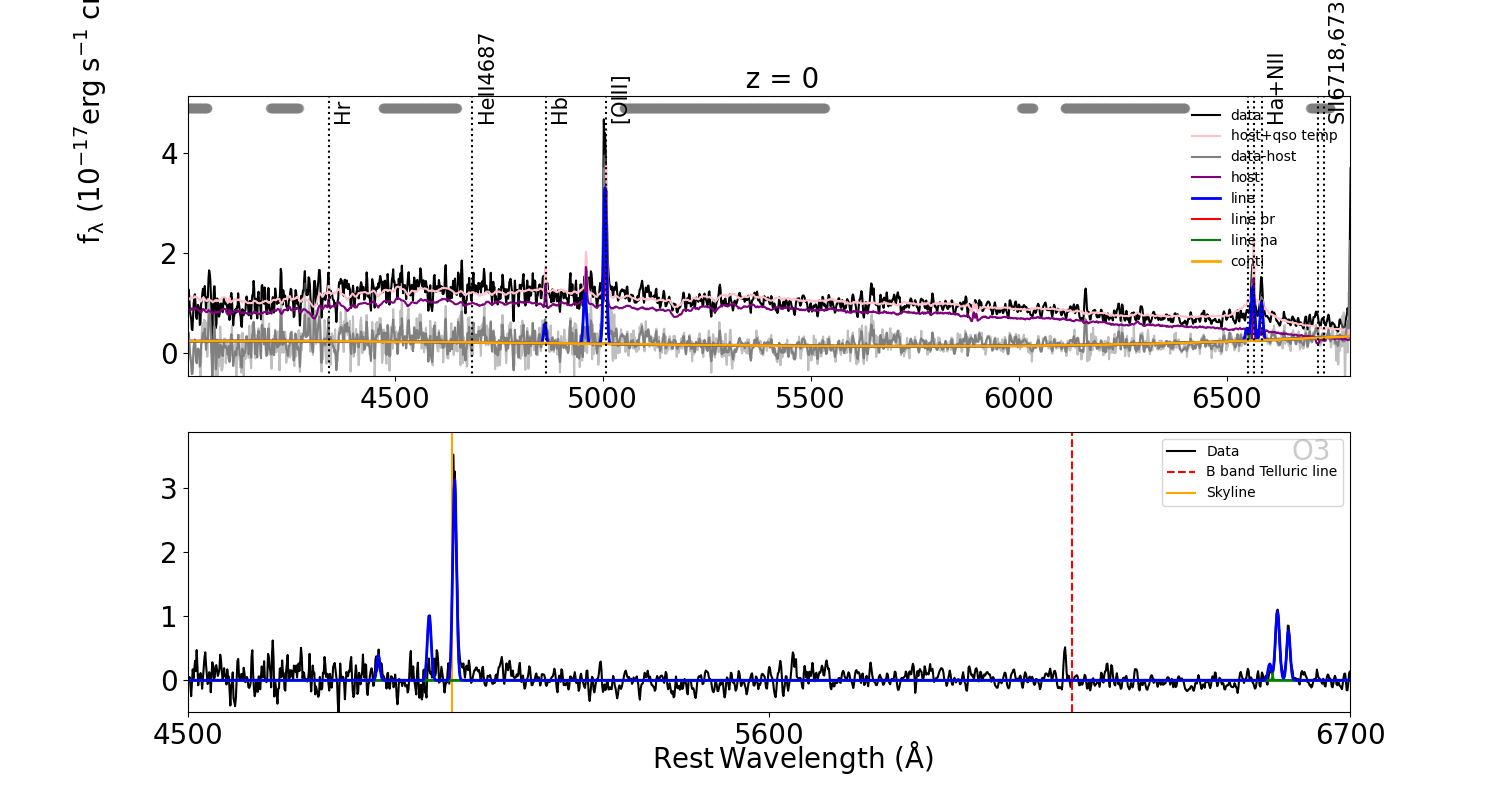 z = 0
f_λ (10^−17 erg s^−1 c
Hr
HeII4687
Hb
[OIII]
Ha+NII
SII6718,673
data
host+qso temp
data-host
host
line
line br
line na
conti
4
2
0
4500
5000
5500
6000
6500
O3
Data
B band Telluric line
Skyline
3
2
1
0
4500
5600
6700
Rest Wavelength (Å)